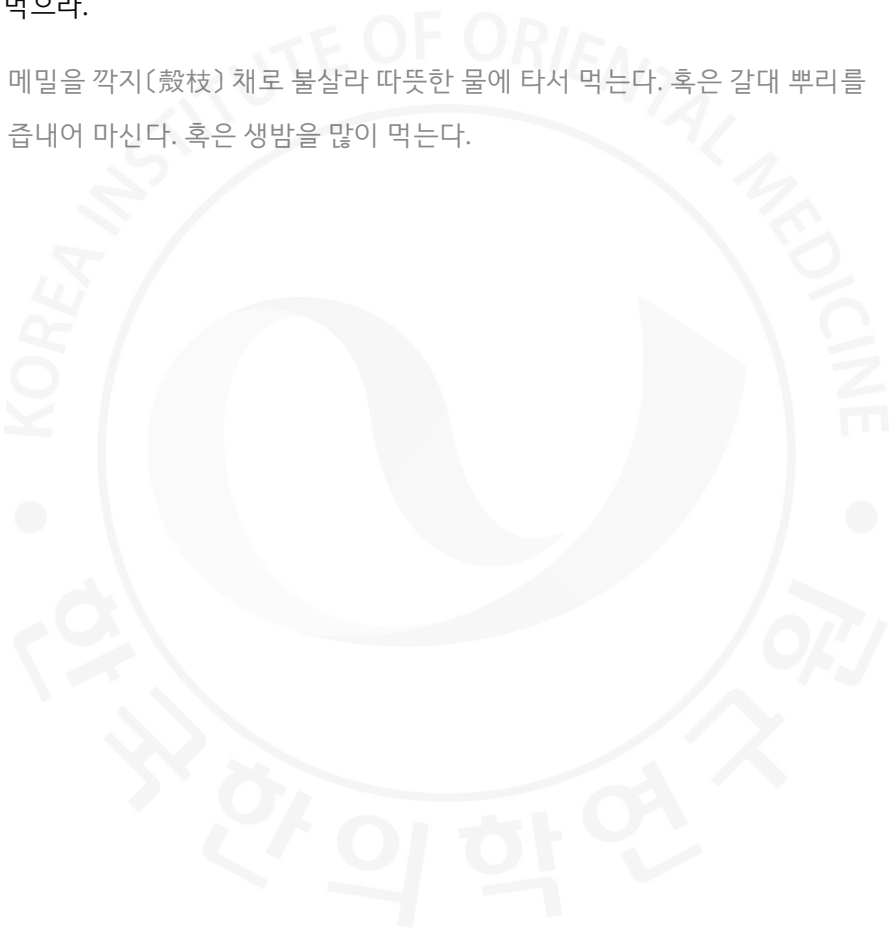 먹으라.
메밀을 깍지〔殼枝〕 채로 불살라 따뜻한 물에 타서 먹는다. 혹은 갈대 뿌리를
즙내어 마신다. 혹은 생밤을 많이 먹는다.
KOREA INSTITUTE OF ORIENTAL MEDICINE
한국한의학연구원